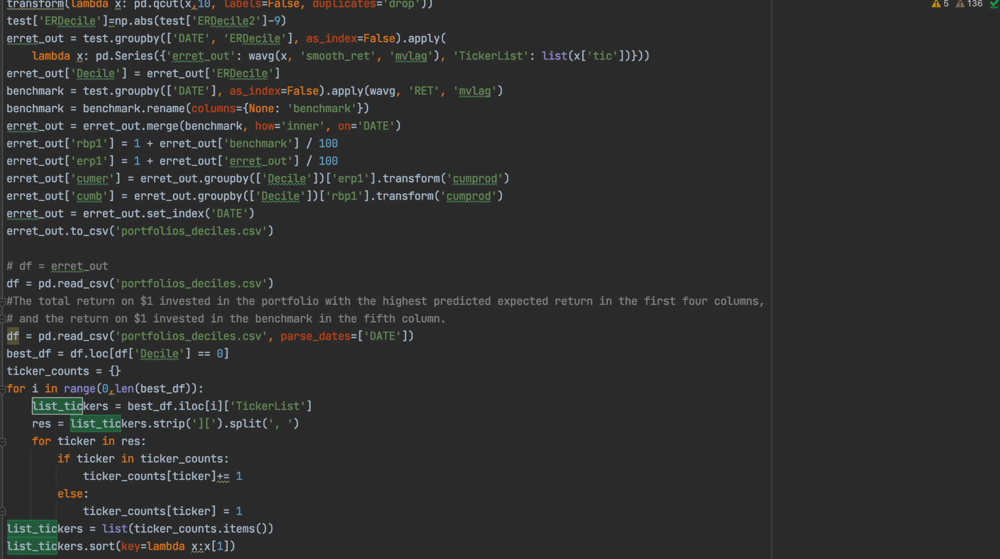 transform(lambda x: pd.qcut(x,10, labels=False, duplicates='drop'))
5 136
test['ERDecile']=np.abs(test['ERDecile2']-9)
erret_out = test.groupby(['DATE', 'ERDecile'], as_index=False).apply(
    lambda x: pd.Series({'erret_out': wavg(x, 'smooth_ret', 'mvlag'), 'TickerList': list(x['tic'])}))
erret_out['Decile'] = erret_out['ERDecile']
benchmark = test.groupby(['DATE'], as_index=False).apply(wavg, 'RET', 'mvlag')
benchmark = benchmark.rename(columns={None: 'benchmark'})
erret_out = erret_out.merge(benchmark, how='inner', on='DATE')
erret_out['rbp1'] = 1 + erret_out['benchmark'] / 100
erret_out['erp1'] = 1 + erret_out['erret_out'] / 100
erret_out['cumer'] = erret_out.groupby(['Decile'])['erp1'].transform('cumprod')
erret_out['cumb'] = erret_out.groupby(['Decile'])['rbp1'].transform('cumprod')
erret_out = erret_out.set_index('DATE')
erret_out.to_csv('portfolios_deciles.csv')
# df = erret_out
df = pd.read_csv('portfolios_deciles.csv')
#The total return on $1 invested in the portfolio with the highest predicted expected return in the first four columns,
# and the return on $1 invested in the benchmark in the fifth column.
df = pd.read_csv('portfolios_deciles.csv', parse_dates=['DATE'])
best_df = df.loc[df['Decile'] == 0]
ticker_counts = {}
for i in range(0,len(best_df)):
    list_tickers = best_df.iloc[i]['TickerList']
    res = list_tickers.strip('][').split(', ')
    for ticker in res:
        if ticker in ticker_counts:
            ticker_counts[ticker]+= 1
        else:
            ticker_counts[ticker] = 1
list_tickers = list(ticker_counts.items())
list_tickers.sort(key=lambda x:x[1])